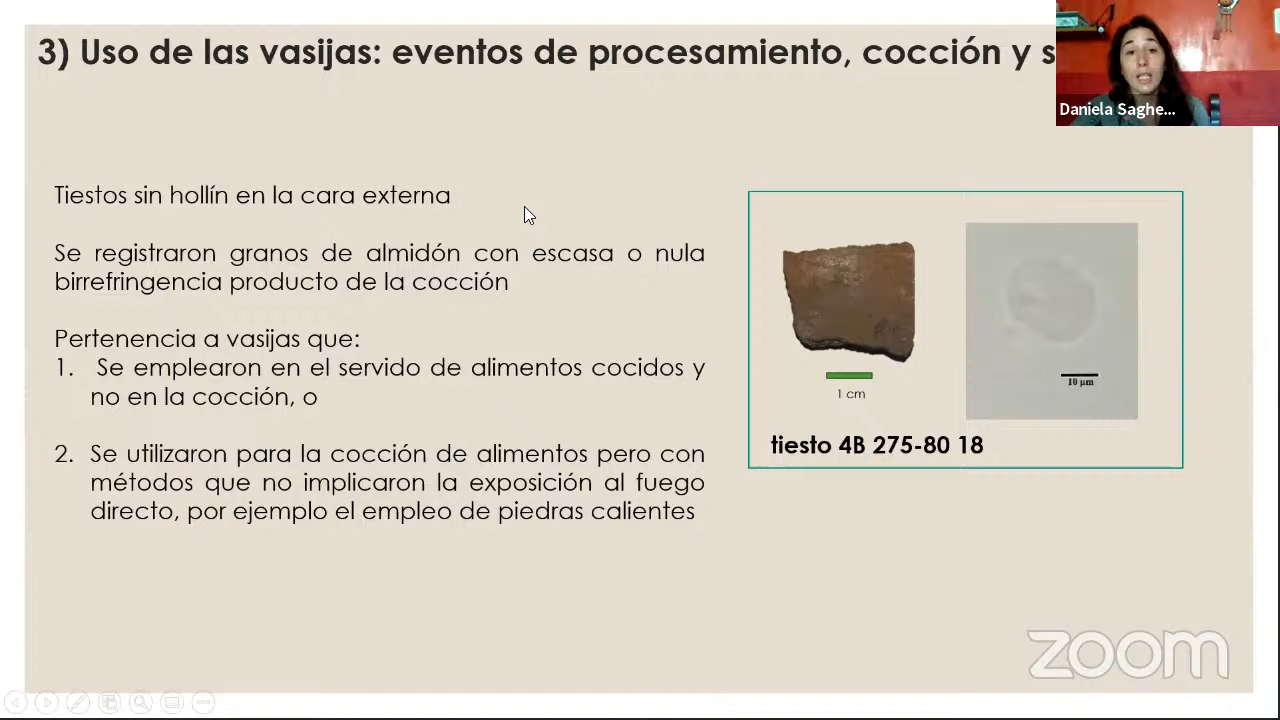 3) Uso de las vasijas: eventos de procesamiento, cocción y s
Daniela Saghe...
Tiestos sin hollín en la cara externa
Se registraron granos de almidón con escasa o nula
birrefringencia producto de la cocción
Pertenencia a vasijas que:
1. Se emplearon en el servido de alimentos cocidos y
no en la cocción, o
2. Se utilizaron para la cocción de alimentos pero con
métodos que no implicaron la exposición al fuego
directo, por ejemplo el empleo de piedras calientes
1 cm
10 µm
tiesto 4B 275-80 18
zoom